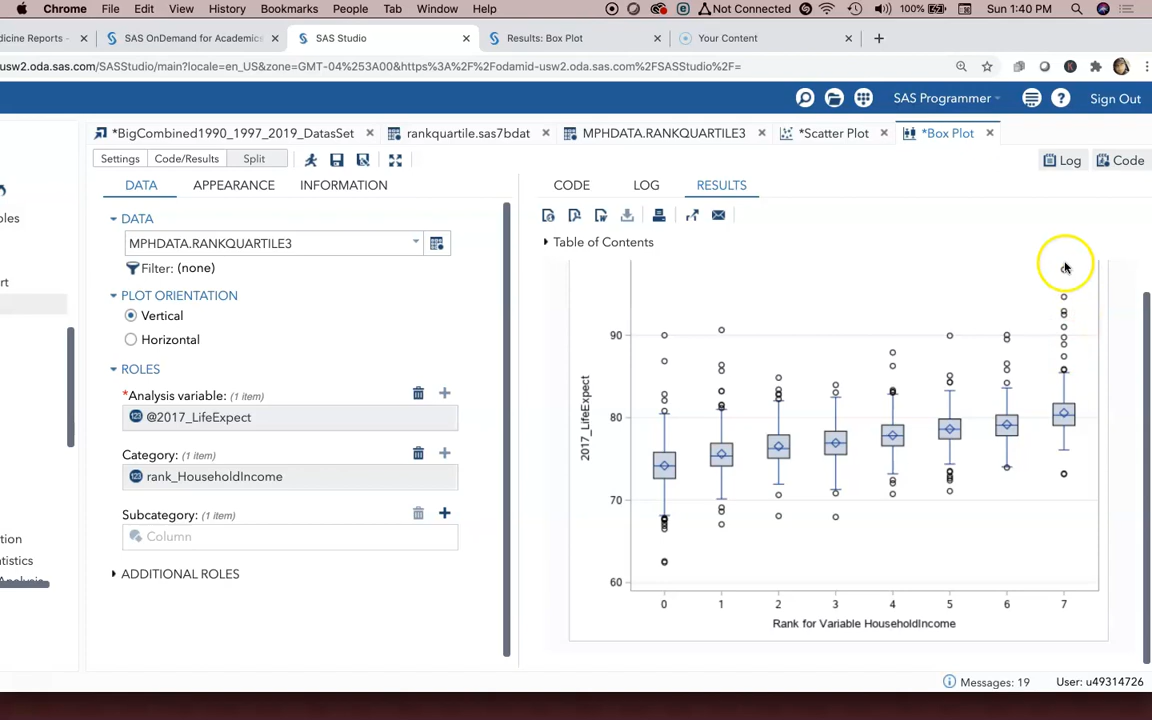 Chrome File Edit View History Bookmarks People Tab Window Help Not Connected 100% Sun 1:40 PM
dicine Reports - SAS OnDemand for Academics SAS Studio Results: Box Plot Your Content
usw2.oda.sas.com/SASStudio/main?locale=en_US&zone=GMT-04%253A00&https%3A%2F%2Fodamid-usw2.oda.sas.com%2FSASStudio%2F=
SAS Programmer Sign Out
*BigCombined1990_1997_2019_DatasSet rankquartile.sas7bdat MPHDATA.RANKQUARTILE3 *Scatter Plot *Box Plot
Settings Code/Results Split Log Code
DATA APPEARANCE INFORMATION CODE LOG RESULTS
ples
DATA
MPHDATA.RANKQUARTILE3
Table of Contents
Filter: (none)
rt
PLOT ORIENTATION
Vertical
Horizontal
ROLES
*Analysis variable: (1 item)
@2017_LifeExpect
Category: (1 item)
rank_HouseholdIncome
Subcategory: (1 item)
Column
ADDITIONAL ROLES
tion
tistics
Analysis
90
80
70
60
2017_LifeExpect
0 1 2 3 4 5 6 7
Rank for Variable HouseholdIncome
Messages: 19 User: u49314726